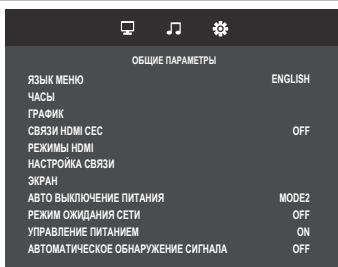 ОБЩИЕ ПАРАМЕТРЫ
ЯЗЫК МЕНЮ ENGLISH
ЧАСЫ
ГРАФИК
СВЯЗИ HDMI CEC OFF
РЕЖИМЫ HDMI
НАСТРОЙКА СВЯЗИ
ЭКРАН
АВТО ВЫКЛЮЧЕНИЕ ПИТАНИЯ MODE2
РЕЖИМ ОЖИДАНИЯ СЕТИ OFF
УПРАВЛЕНИЕ ПИТАНИЕМ ON
АВТОМАТИЧЕСКОЕ ОБНАРУЖЕНИЕ СИГНАЛА OFF